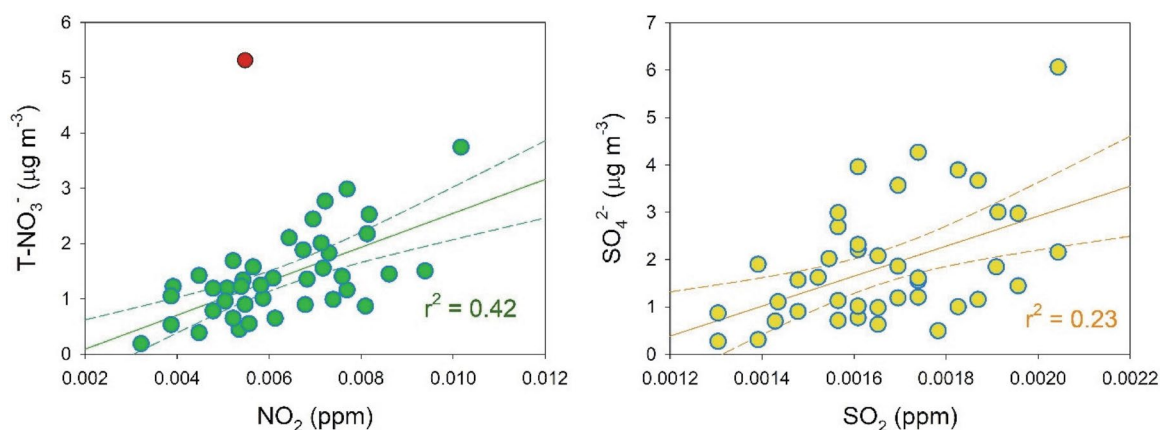 6
5
4
3
2
1
0
T-NO₃⁻ (μg m⁻³)
r² = 0.42
0.002 0.004 0.006 0.008 0.010 0.012
NO₂ (ppm)
7
6
5
4
3
2
1
0
SO₄²⁻ (μg m⁻³)
r² = 0.23
0.0012 0.0014 0.0016 0.0018 0.0020 0.0022
SO₂ (ppm)